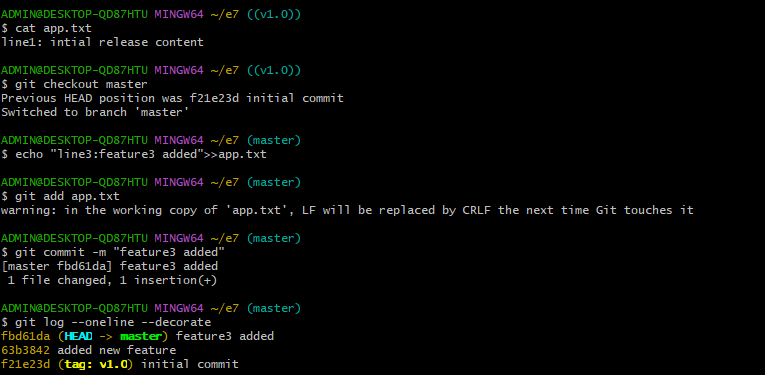 ADMIN@DESKTOP-QD87HTU MINGW64 ~/e7 ((v1.0))
$ cat app.txt
line1: intial release content

ADMIN@DESKTOP-QD87HTU MINGW64 ~/e7 ((v1.0))
$ git checkout master
Previous HEAD position was f21e23d initial commit
Switched to branch 'master'

ADMIN@DESKTOP-QD87HTU MINGW64 ~/e7 (master)
$ echo "line3:feature3 added">>app.txt

ADMIN@DESKTOP-QD87HTU MINGW64 ~/e7 (master)
$ git add app.txt
warning: in the working copy of 'app.txt', LF will be replaced by CRLF the next time Git touches it

ADMIN@DESKTOP-QD87HTU MINGW64 ~/e7 (master)
$ git commit -m "feature3 added"
[master fbd61da] feature3 added
 1 file changed, 1 insertion(+)

ADMIN@DESKTOP-QD87HTU MINGW64 ~/e7 (master)
$ git log --oneline --decorate
fbd61da (HEAD -> master) feature3 added
63b3842 added new feature
f21e23d (tag: v1.0) initial commit